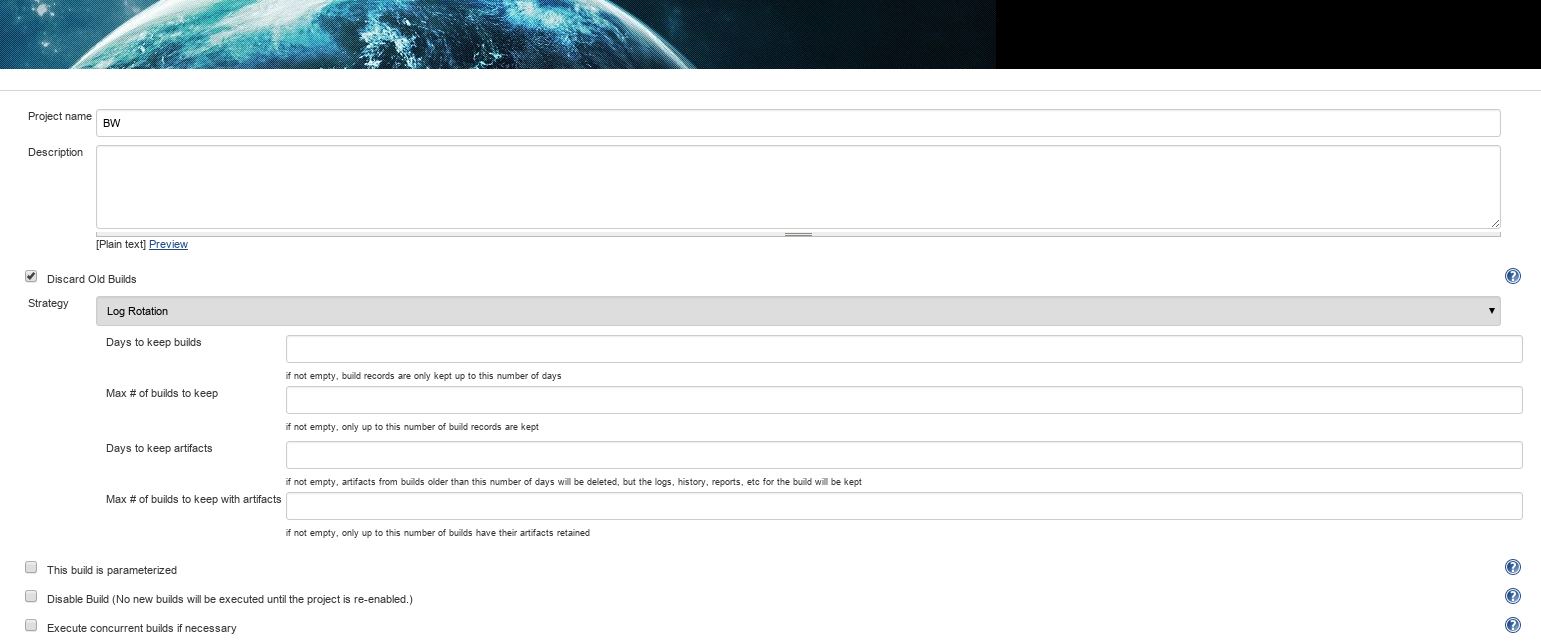 Project name
BW
Description
[Plain text] Preview
Discard Old Builds
Strategy
Log Rotation
Days to keep builds
if not empty, build records are only kept up to this number of days
Max # of builds to keep
if not empty, only up to this number of build records are kept
Days to keep artifacts
if not empty, artifacts from builds older than this number of days will be deleted, but the logs, history, reports, etc for the build will be kept
Max # of builds to keep with artifacts
if not empty, only up to this number of builds have their artifacts retained
This build is parameterized
Disable Build (No new builds will be executed until the project is re-enabled.)
Execute concurrent builds if necessary